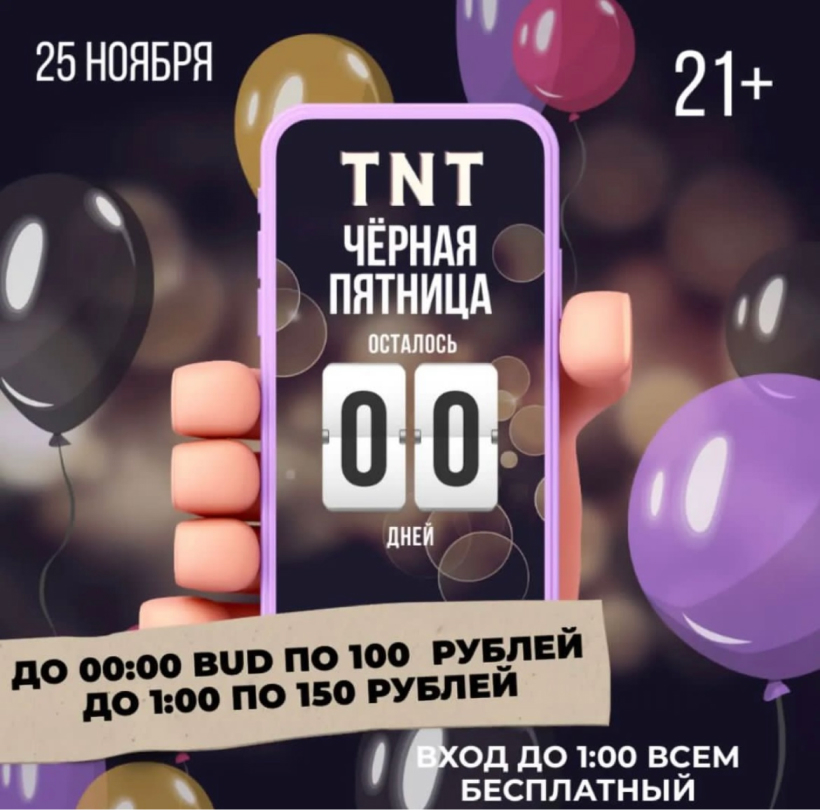 25 НОЯБРЯ
21+
TNT
ЧЁРНАЯ
ПЯТНИЦА
ОСТАЛОСЬ
00
ДНЕЙ
ДО 00:00 BUD ПО 100 РУБЛЕЙ
ДО 1:00 ПО 150 РУБЛЕЙ
ВХОД ДО 1:00 ВСЕМ
БЕСПЛАТНЫЙ